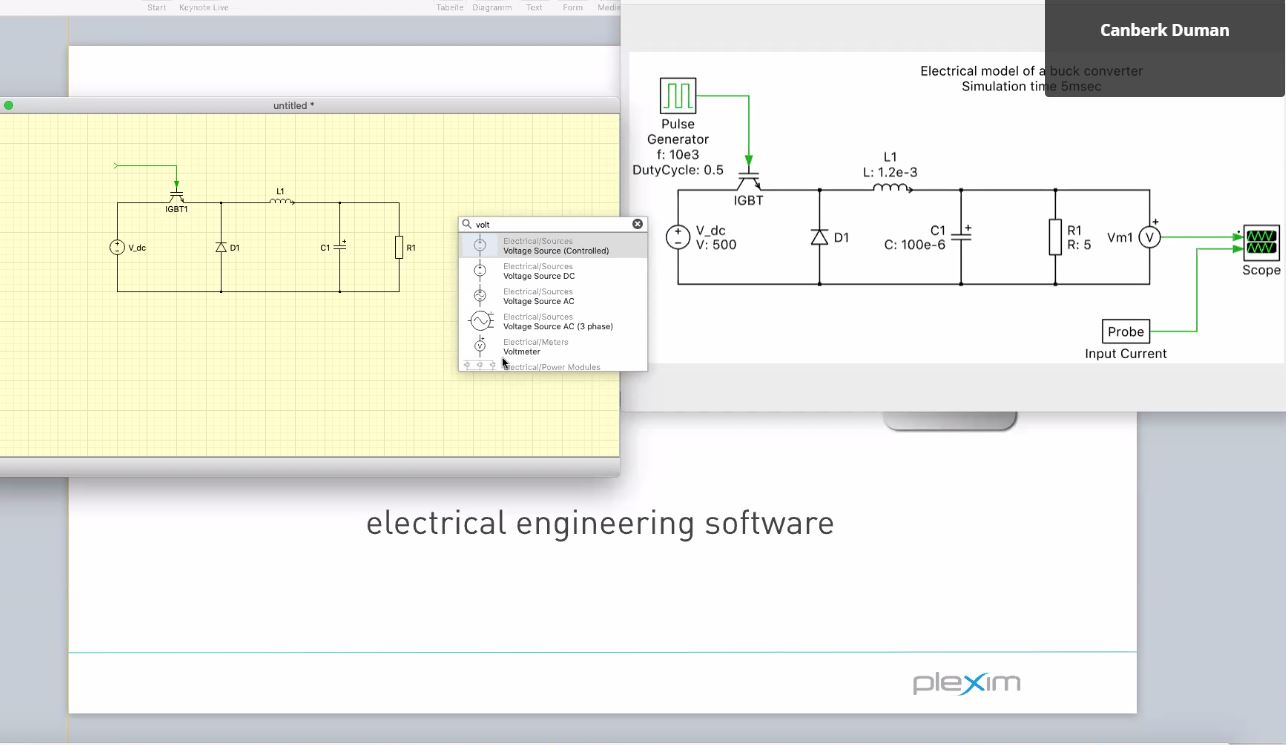 Start
Keynote Live
Tabelle
Diagramm
Text
Form
Canberk Duman
untitled *
IGBT1
L1
V_dc
D1
C1
R1
volt
Electrical/Sources
Voltage Source (Controlled)
Electrical/Sources
Voltage Source DC
Electrical/Sources
Voltage Source AC
Electrical/Sources
Voltage Source AC (3 phase)
Electrical/Meters
Voltmeter
Electrical/Power Modules
Electrical model of a buck converter
Simulation time 5msec
Pulse
Generator
f: 10e3
DutyCycle: 0.5
IGBT
L1
L: 1.2e-3
V_dc
V: 500
D1
C1
C: 100e-6
R1
R: 5
Vm1
V
Scope
Probe
Input Current
electrical engineering software
plexim